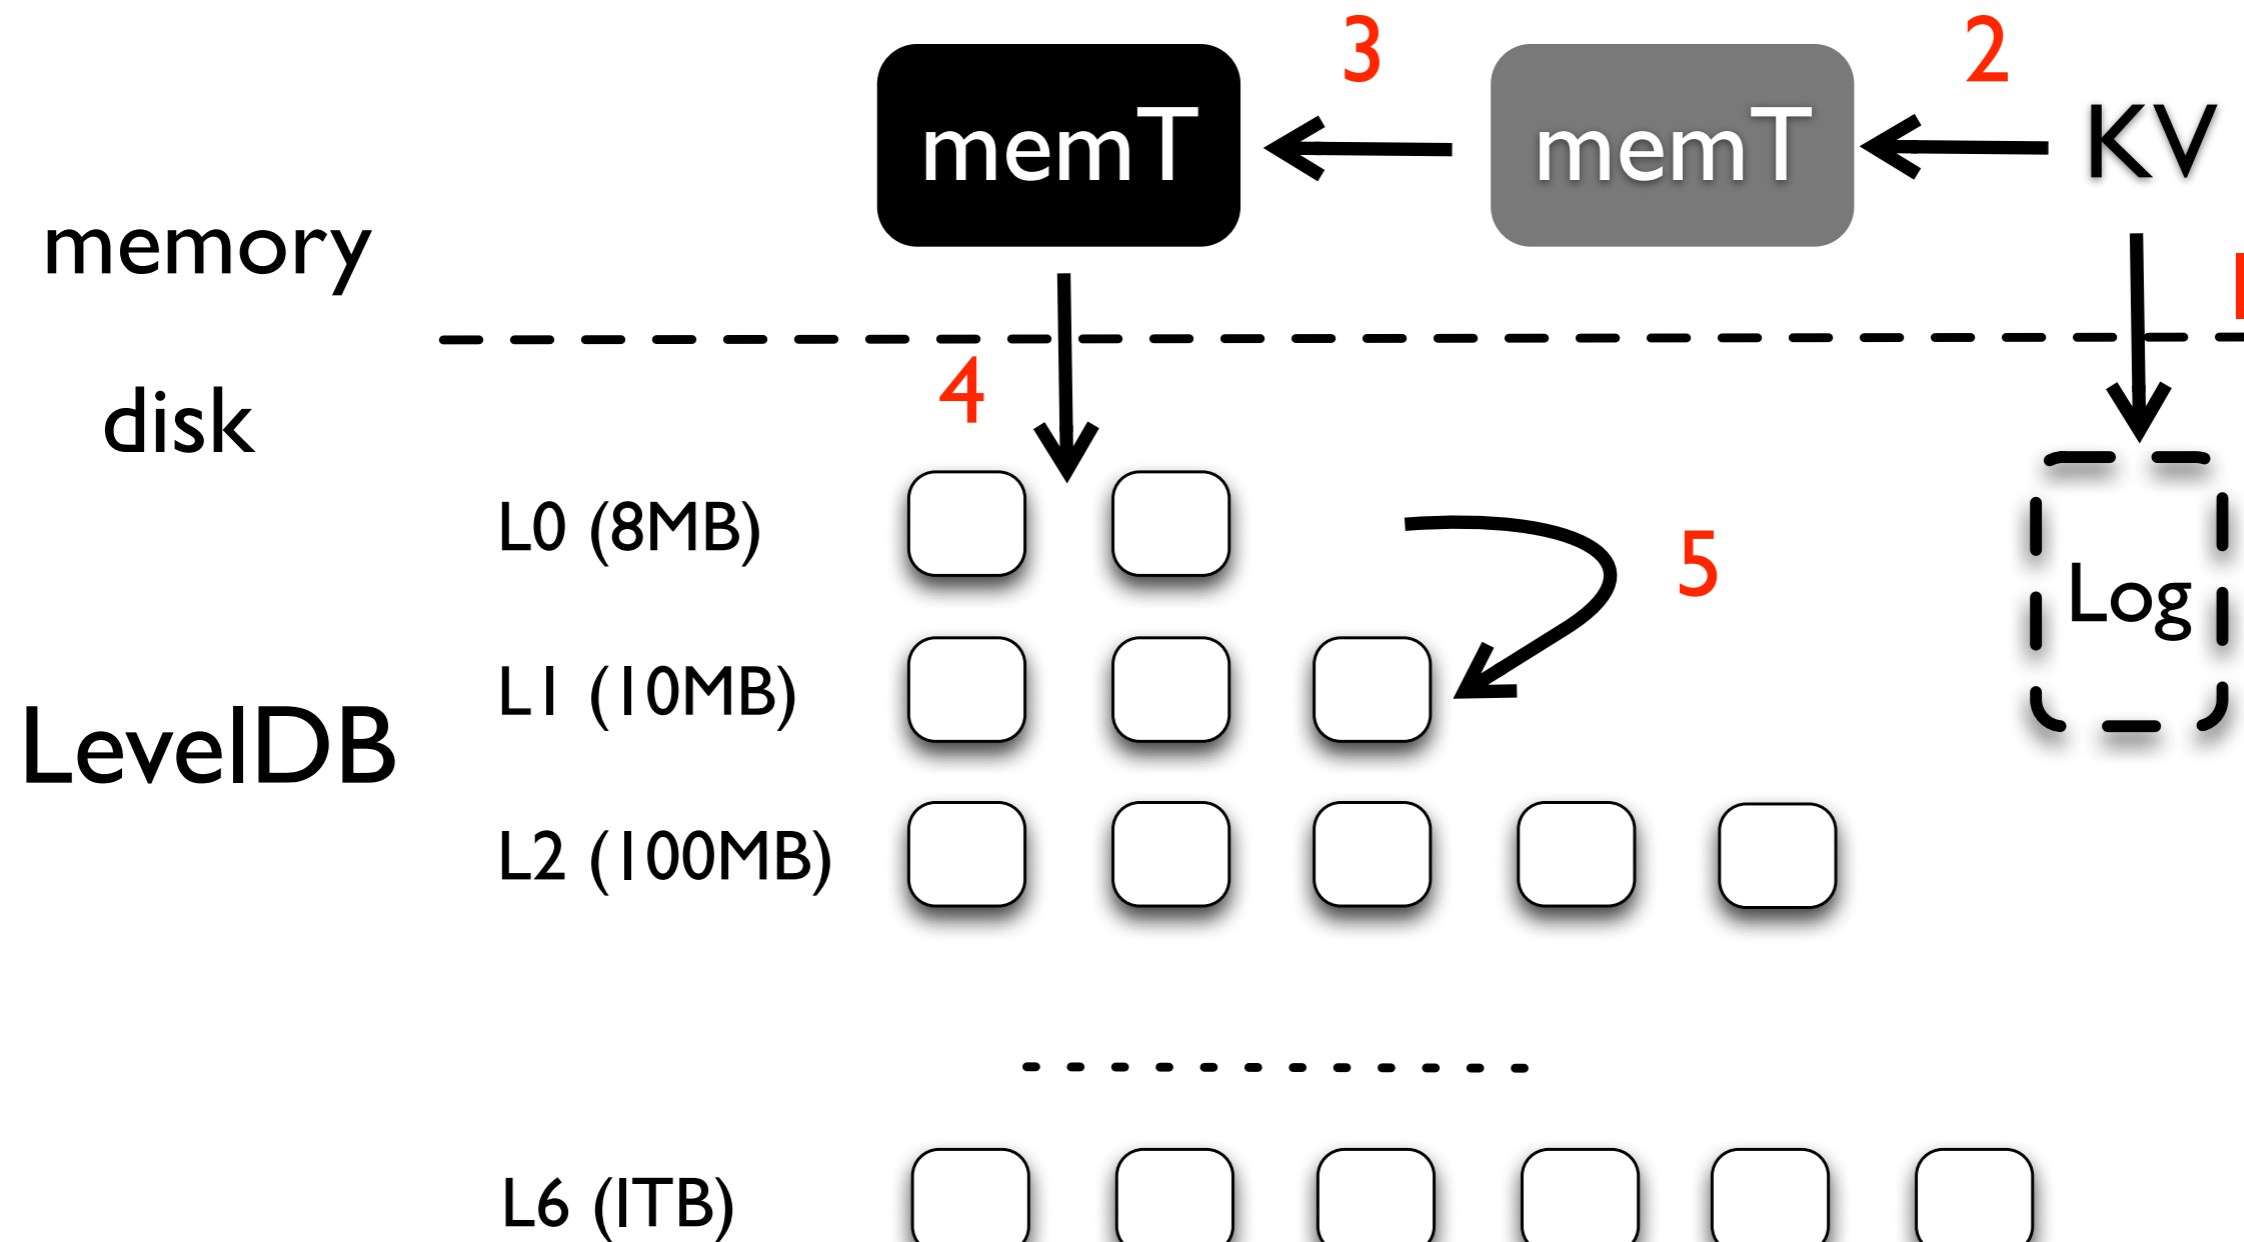 3
2
memT
memT
KV
memory
1
disk
4
L0 (8MB)
5
Log
L1 (10MB)
LevelDB
L2 (100MB)
L6 (1TB)